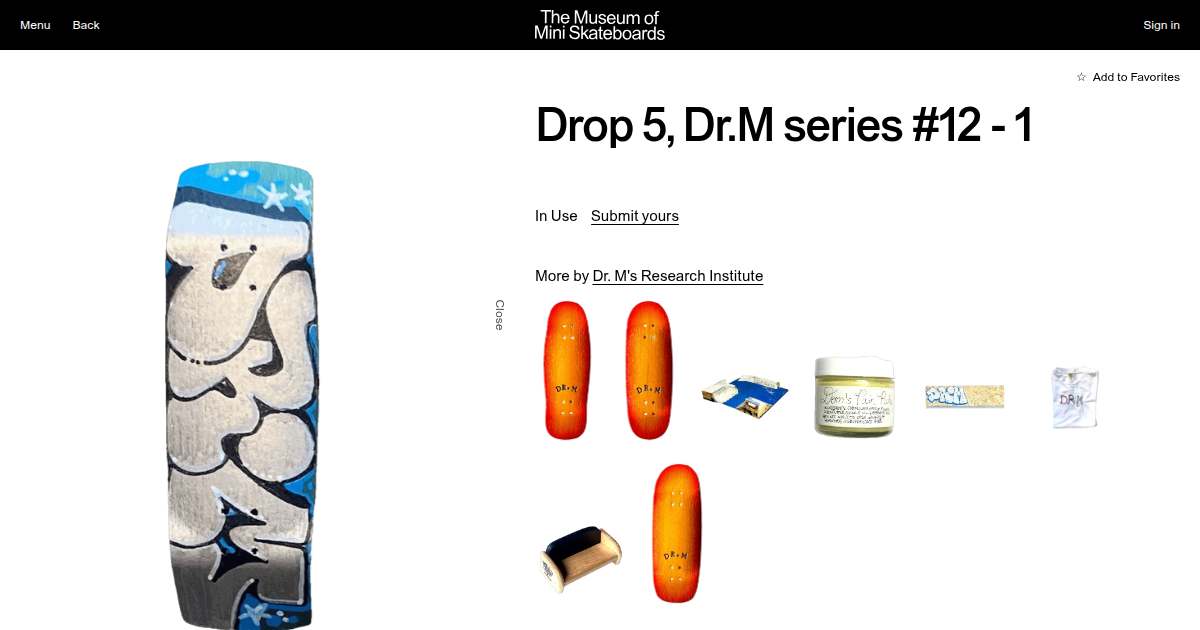 Menu
Back
The Museum of
Mini Skateboards
Sign in
☆ Add to Favorites
Drop 5, Dr.M series #12 - 1
In Use Submit yours
More by Dr. M's Research Institute
Close
DR•M
DR•M
DRM
DR•M